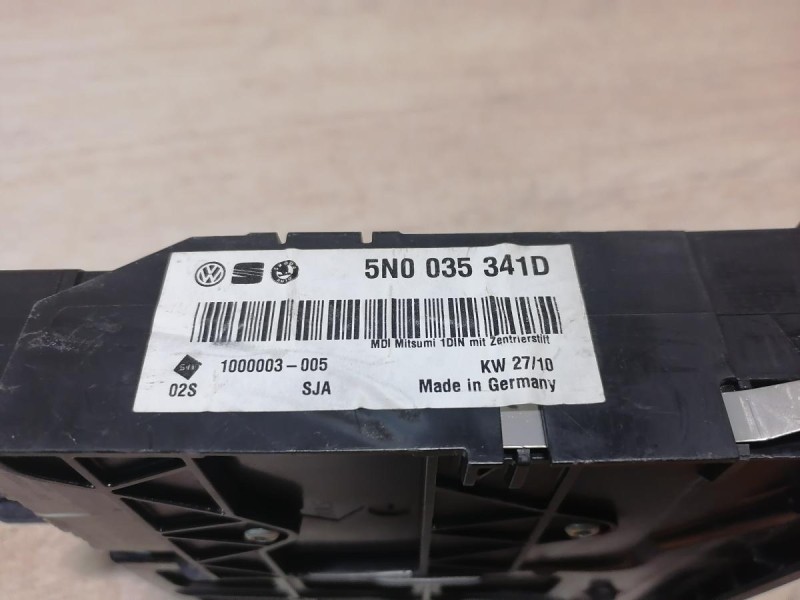 5N0 035 341D
MDI Mitsumi 1DIN mit Zentrierstift
1000003-005
KW 27/10
02S
SJA
Made in Germany